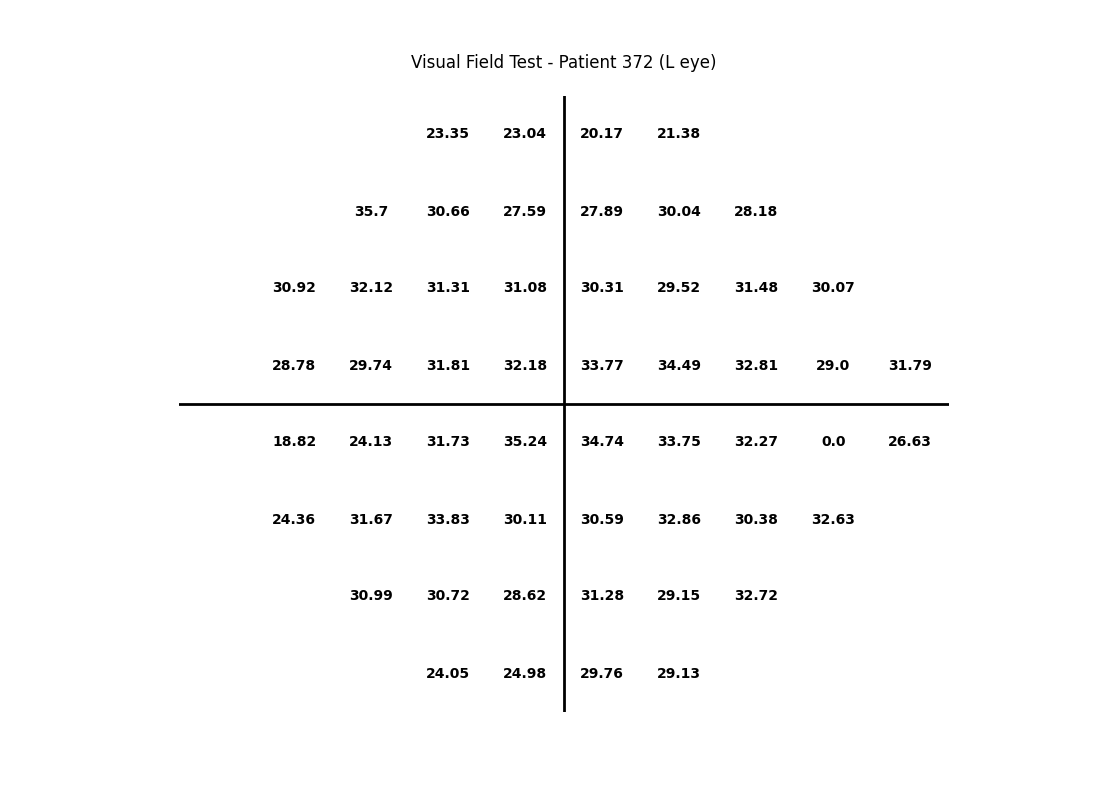 Visual Field Test - Patient 372 (L eye)
23.35 23.04 20.17 21.38
35.7 30.66 27.59 27.89 30.04 28.18
30.92 32.12 31.31 31.08 30.31 29.52 31.48 30.07
28.78 29.74 31.81 32.18 33.77 34.49 32.81 29.0 31.79
18.82 24.13 31.73 35.24 34.74 33.75 32.27 0.0 26.63
24.36 31.67 33.83 30.11 30.59 32.86 30.38 32.63
30.99 30.72 28.62 31.28 29.15 32.72
24.05 24.98 29.76 29.13